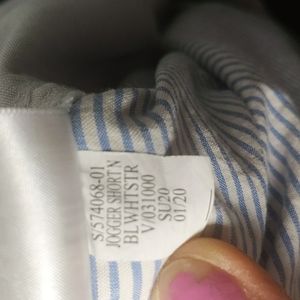 S/574068-01
JOGGER SHORT N
BLWHTSTR
V/031000
SU20
01/20